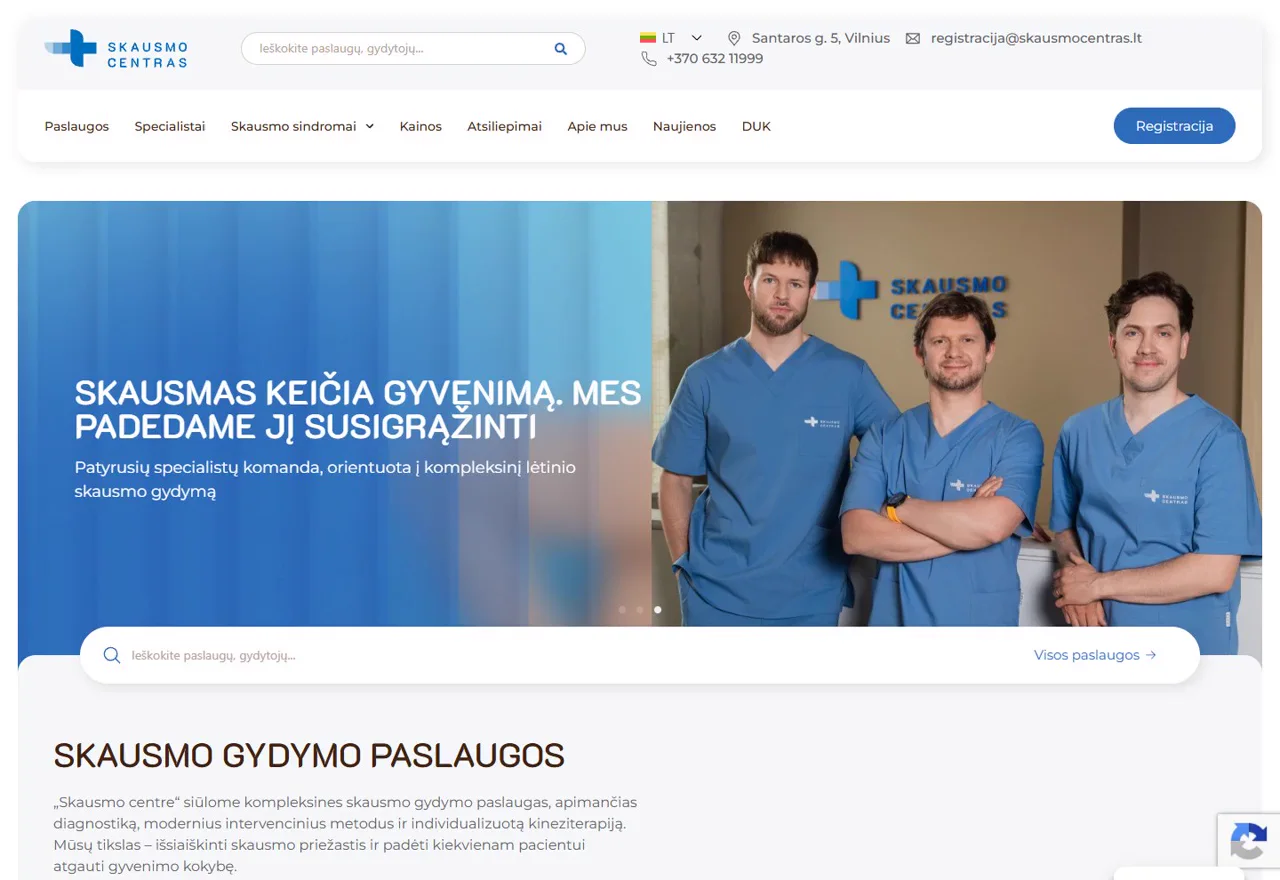 SKAUSMO
CENTRAS
Ieškokite paslaugų, gydytojų...
LT
Santaros g. 5, Vilnius
registracija@skausmocentras.lt
+370 632 11999
Paslaugos
Specialistai
Skausmo sindromai
Kainos
Atsiliepimai
Apie mus
Naujienos
DUK
Registracija
SKAUSMO
SKAUSMAS KEIČIA GYVENIMĄ. MES
PADEDAME JĮ SUSIGRĄŽINTI
Patyrusių specialistų komanda, orientuota į kompleksinį lėtinio
skausmo gydymą
SKAUSMO
CENTRAS
Ieškokite paslaugų, gydytojų...
Visos paslaugos →
SKAUSMO GYDYMO PASLAUGOS
„Skausmo centre“ siūlome kompleksines skausmo gydymo paslaugas, apimančias
diagnostiką, modernius intervencinius metodus ir individualizuotą kineziterapiją.
Mūsų tikslas – išsiaiškinti skausmo priežastis ir padėti kiekvienam pacientui
atgauti gyvenimo kokybę.